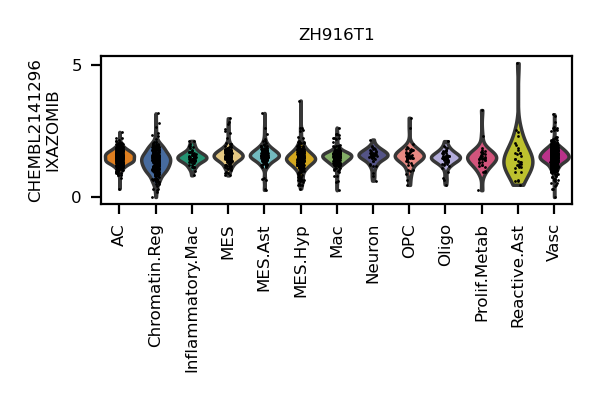 ZH916T1
CHEMBL2141296
IXAZOMIB
5
0
AC
Chromatin.Reg
Inflammatory.Mac
MES
MES.Ast
MES.Hyp
Mac
Neuron
OPC
Oligo
Prolif.Metab
Reactive.Ast
Vasc